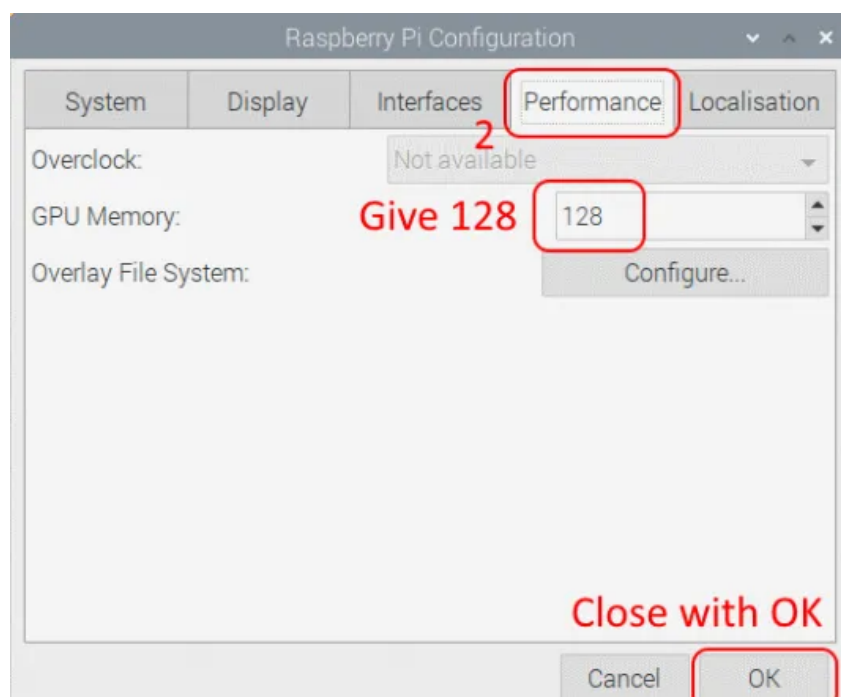 Raspberry Pi Configuration
System Display Interfaces Performance Localisation
2
Overclock: Not available
GPU Memory: Give 128 128
Overlay File System: Configure...
Close with OK
Cancel OK